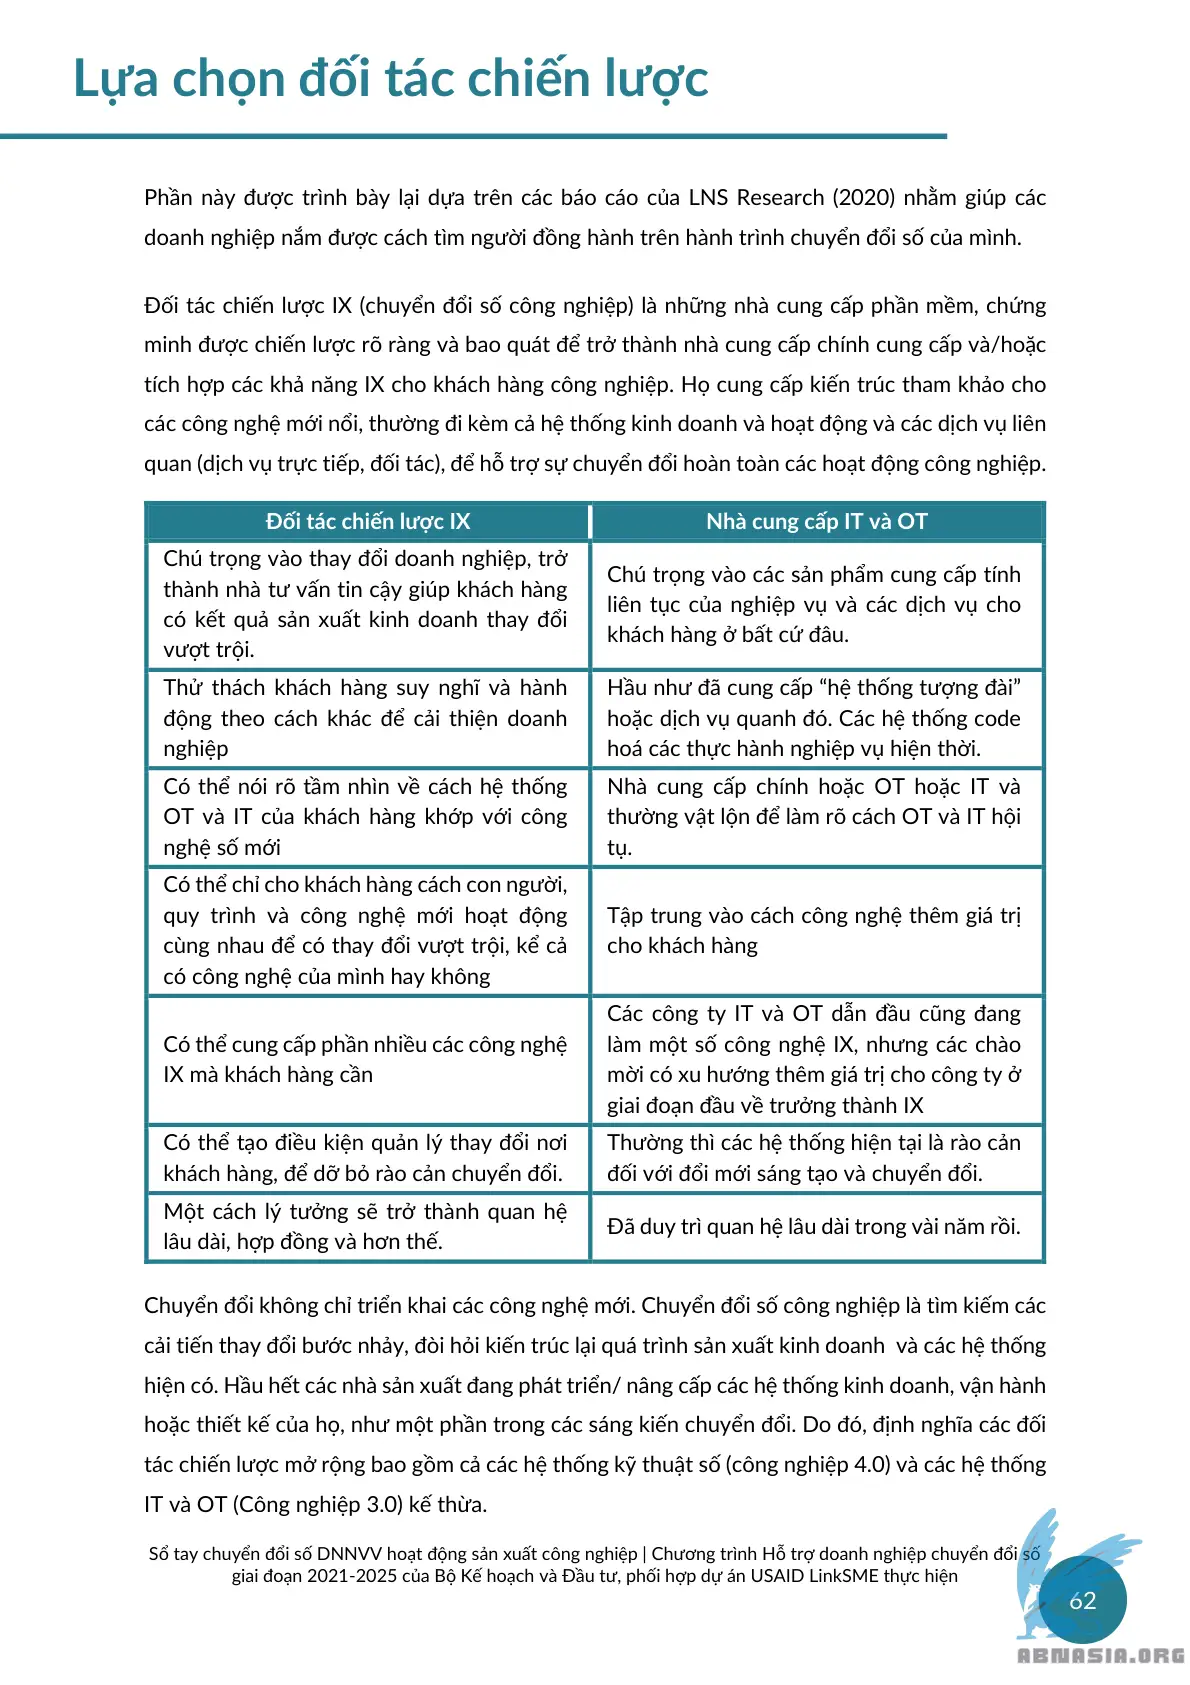 Lựa chọn đối tác chiến lược
Phần này được trình bày lại dựa trên các báo cáo của LNS Research (2020) nhằm giúp các
doanh nghiệp nắm được cách tìm người đồng hành trên hành trình chuyển đổi số của mình.
Đối tác chiến lược IX (chuyển đổi số công nghiệp) là những nhà cung cấp phần mềm, chứng
minh được chiến lược rõ ràng và bao quát để trở thành nhà cung cấp chính cung cấp và/hoặc
tích hợp các khả năng IX cho khách hàng công nghiệp. Họ cung cấp kiến trúc tham khảo cho
các công nghệ mới nổi, thường đi kèm cả hệ thống kinh doanh và hoạt động và các dịch vụ liên
quan (dịch vụ trực tiếp, đối tác), để hỗ trợ sự chuyển đổi hoàn toàn các hoạt động công nghiệp.
Đối tác chiến lược IX
Nhà cung cấp IT và OT
Chú trọng vào thay đổi doanh nghiệp, trở
thành nhà tư vấn tin cậy giúp khách hàng
có kết quả sản xuất kinh doanh thay đổi
vượt trội.
Chú trọng vào các sản phẩm cung cấp tính
liên tục của nghiệp vụ và các dịch vụ cho
khách hàng ở bất cứ đâu.
Thử thách khách hàng suy nghĩ và hành
động theo cách khác để cải thiện doanh
nghiệp
Hầu như đã cung cấp “hệ thống tượng đài”
hoặc dịch vụ quanh đó. Các hệ thống code
hoá các thực hành nghiệp vụ hiện thời.
Có thể nói rõ tầm nhìn về cách hệ thống
OT và IT của khách hàng khớp với công
nghệ số mới
Nhà cung cấp chính hoặc OT hoặc IT và
thường vật lộn để làm rõ cách OT và IT hội
tụ.
Có thể chỉ cho khách hàng cách con người,
quy trình và công nghệ mới hoạt động
cùng nhau để có thay đổi vượt trội, kể cả
có công nghệ của mình hay không
Tập trung vào cách công nghệ thêm giá trị
cho khách hàng
Có thể cung cấp phần nhiều các công nghệ
IX mà khách hàng cần
Các công ty IT và OT dẫn đầu cũng đang
làm một số công nghệ IX, nhưng các chào
mời có xu hướng thêm giá trị cho công ty ở
giai đoạn đầu về trưởng thành IX
Có thể tạo điều kiện quản lý thay đổi nơi
khách hàng, để dỡ bỏ rào cản chuyển đổi.
Thường thì các hệ thống hiện tại là rào cản
đối với đổi mới sáng tạo và chuyển đổi.
Một cách lý tưởng sẽ trở thành quan hệ
lâu dài, hợp đồng và hơn thế.
Đã duy trì quan hệ lâu dài trong vài năm rồi.
Chuyển đổi không chỉ triển khai các công nghệ mới. Chuyển đổi số công nghiệp là tìm kiếm các
cải tiến thay đổi bước nhảy, đòi hỏi kiến trúc lại quá trình sản xuất kinh doanh và các hệ thống
hiện có. Hầu hết các nhà sản xuất đang phát triển/ nâng cấp các hệ thống kinh doanh, vận hành
hoặc thiết kế của họ, như một phần trong các sáng kiến chuyển đổi. Do đó, định nghĩa các đối
tác chiến lược mở rộng bao gồm cả các hệ thống kỹ thuật số (công nghiệp 4.0) và các hệ thống
IT và OT (Công nghiệp 3.0) kế thừa.
Sổ tay chuyển đổi số DNNVV hoạt động sản xuất công nghiệp | Chương trình Hỗ trợ doanh nghiệp chuyển đổi số
giai đoạn 2021-2025 của Bộ Kế hoạch và Đầu tư, phối hợp dự án USAID LinkSME thực hiện
62
ABNASIA.ORG